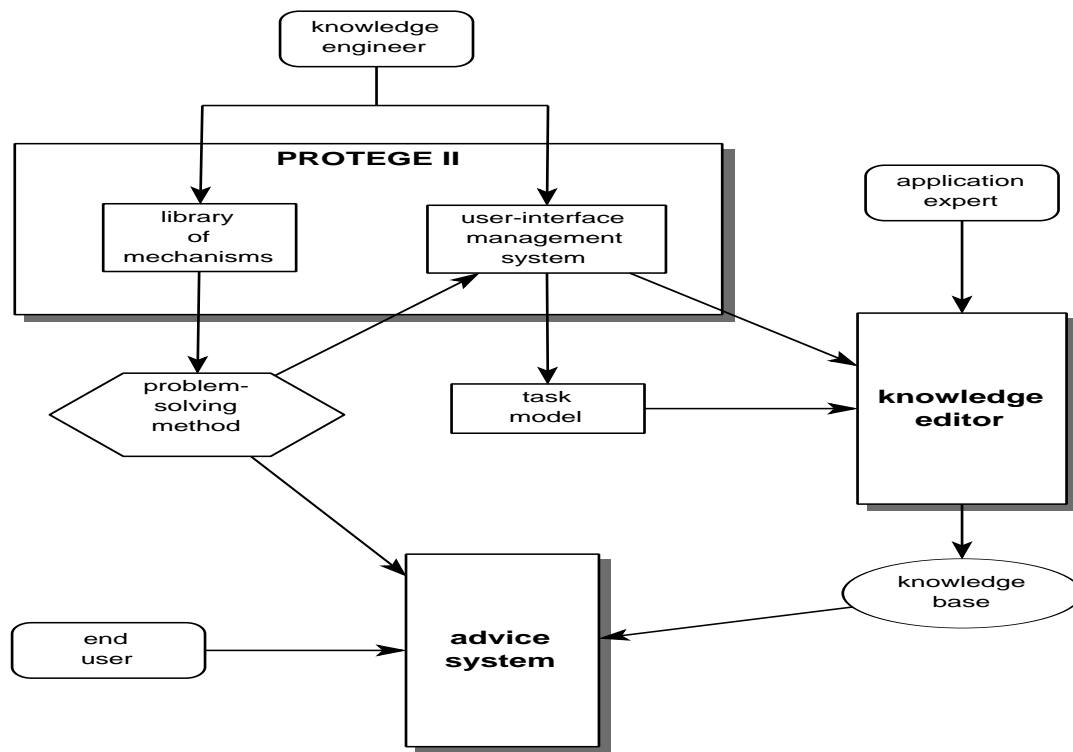 knowledge
engineer
PROTEGE II
library
of
mechanisms
user-interface
management
system
application
expert
problem-
solving
method
task
model
knowledge
editor
knowledge
base
end
user
advice
system